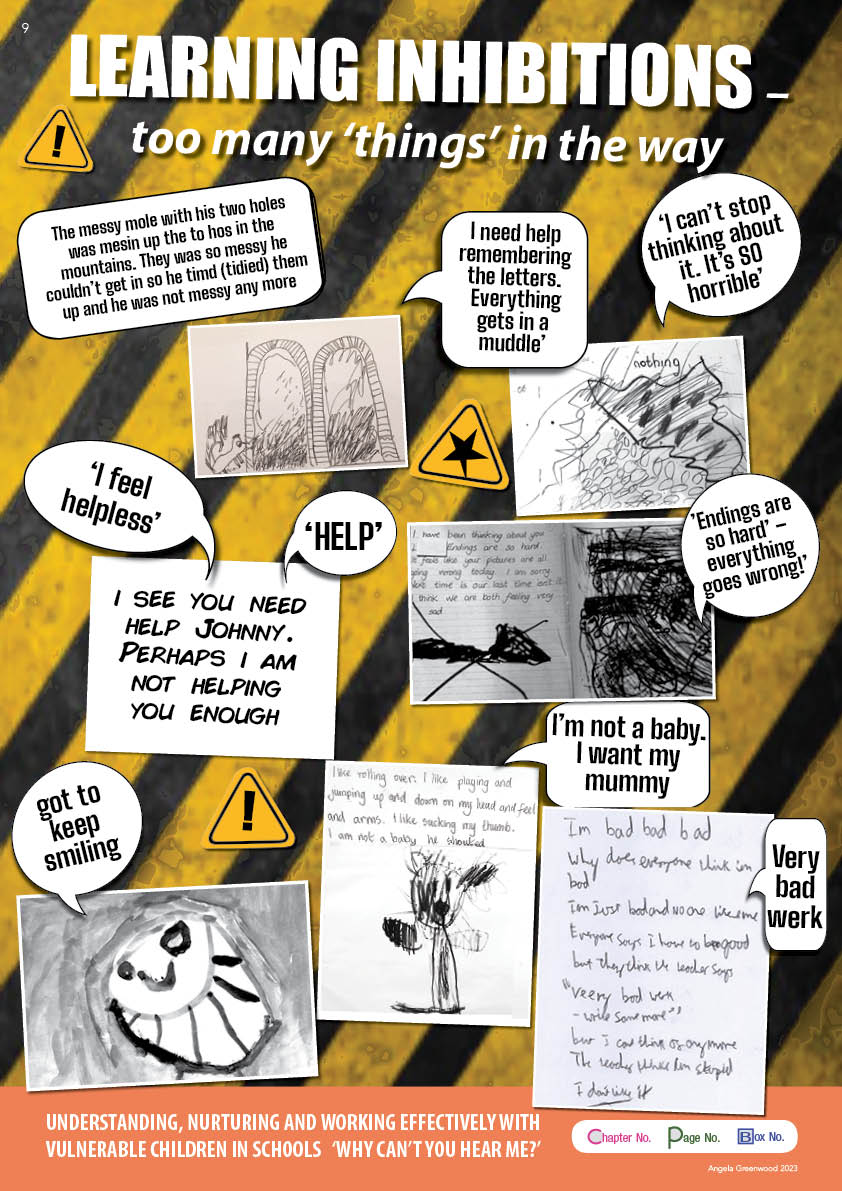 9
LEARNING INHIBITIONS –
too many ‘things’ in the way
The messy mole with his two holes
was mesin up the to hos in the
mountains. They was so messy he
couldn’t get in so he timd (tidied) them
up and he was not messy any more
I need help
remembering
the letters.
Everything
gets in a
muddle’
‘I can’t stop
thinking about
it. It’s SO
horrible’
nothing
‘I feel
helpless’
‘HELP’
I SEE YOU NEED
HELP JOHNNY.
PERHAPS I AM
NOT HELPING
YOU ENOUGH
I have been thinking about you
Endings are so hard.
feels like your pictures are all
going wrong today. I am sorry
time is our last time isn't it
I think we are both feeling very
sad
’Endings are
so hard’ –
everything
goes wrong!’
I’m not a baby.
I want my
mummy
I like rolling over. I like playing and
jumping up and down on my head and feel
and arms. I like sucking my thumb.
I am not a baby he shouted
got to
keep
smiling
Im bad bad bad
Why does everyone think im
bad
Im Just bad and No one likes me
Everyone says I have to be good
but they think the teacher says
"Veery bad werk
- write some more"
but I can think of any more
The teacher thinks Im stupid
I dont like it
Very
bad
werk
UNDERSTANDING, NURTURING AND WORKING EFFECTIVELY WITH
VULNERABLE CHILDREN IN SCHOOLS ‘WHY CAN’T YOU HEAR ME?’
Chapter No. Page No. Box No.
Angela Greenwood 2023